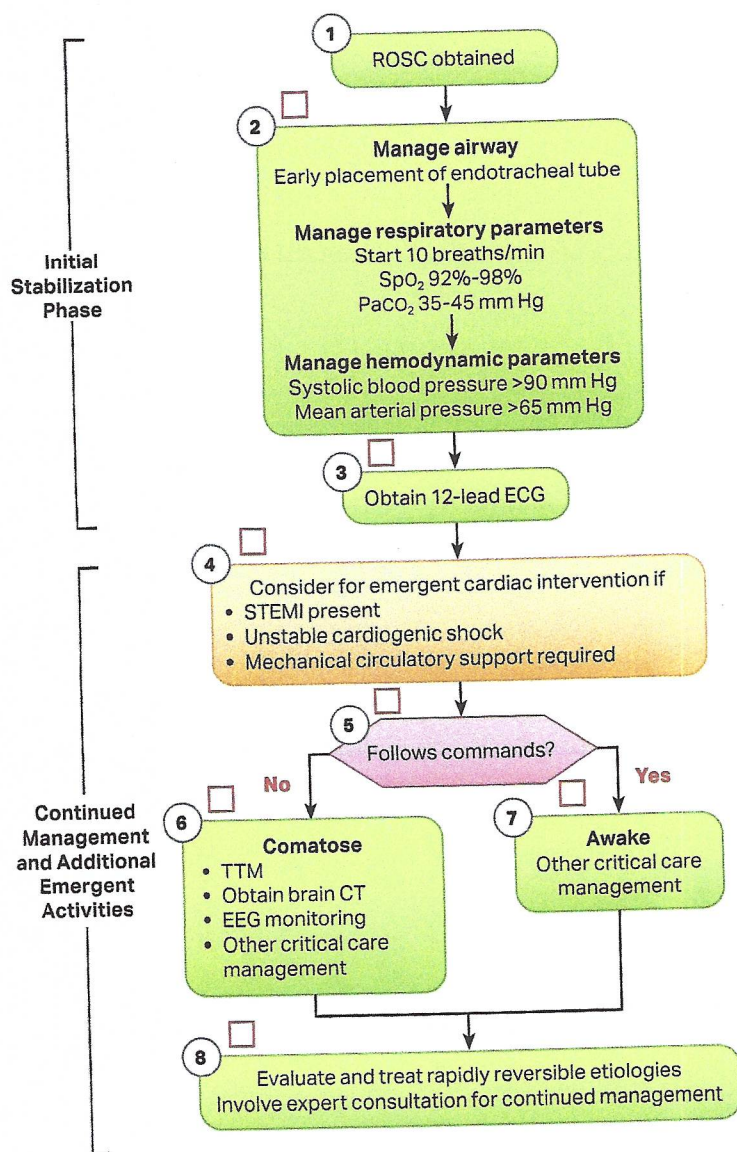 1
ROSC obtained
2
Manage airway
Early placement of endotracheal tube
Manage respiratory parameters
Start 10 breaths/min
SpO₂ 92%-98%
PaCO₂ 35-45 mm Hg
Manage hemodynamic parameters
Systolic blood pressure >90 mm Hg
Mean arterial pressure >65 mm Hg
Initial
Stabilization
Phase
3
Obtain 12-lead ECG
4
Consider for emergent cardiac intervention if
• STEMI present
• Unstable cardiogenic shock
• Mechanical circulatory support required
5
Follows commands?
No
Yes
Continued
Management
and Additional
Emergent
Activities
6
Comatose
• TTM
• Obtain brain CT
• EEG monitoring
• Other critical care
management
7
Awake
Other critical care
management
8
Evaluate and treat rapidly reversible etiologies
Involve expert consultation for continued management